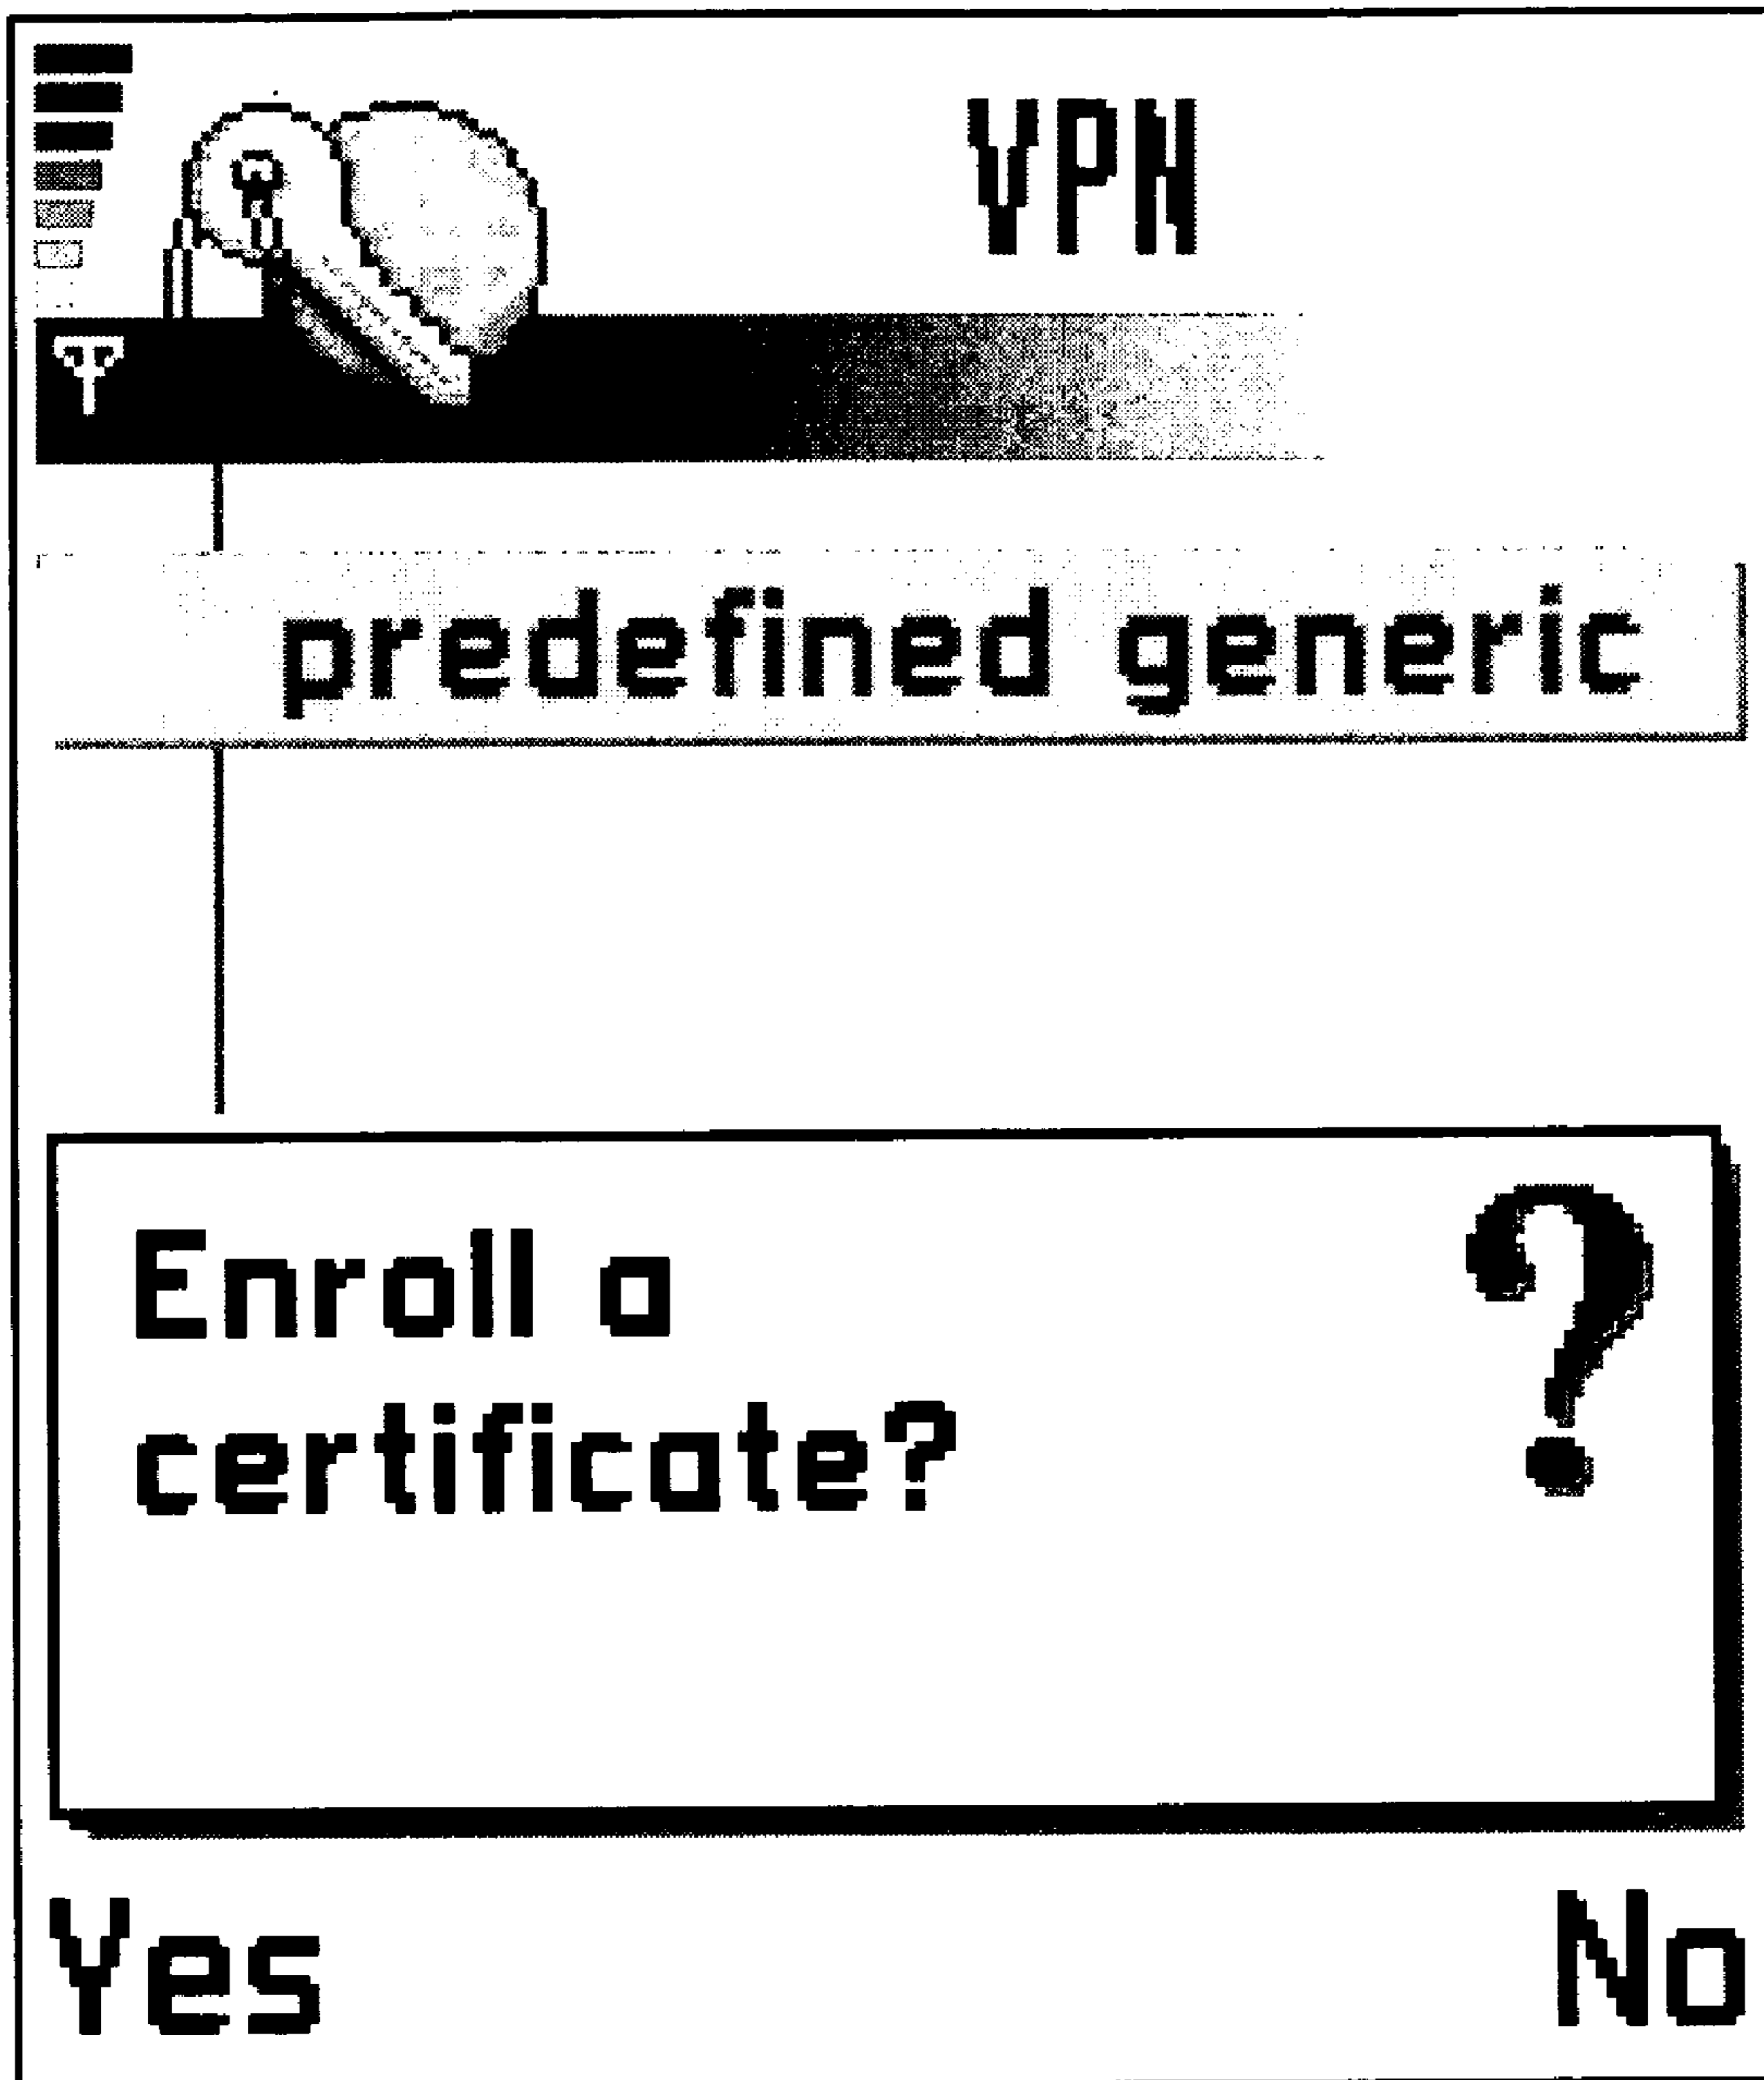 VPN
predefined generic
Enroll a
certificate?
Yes
No